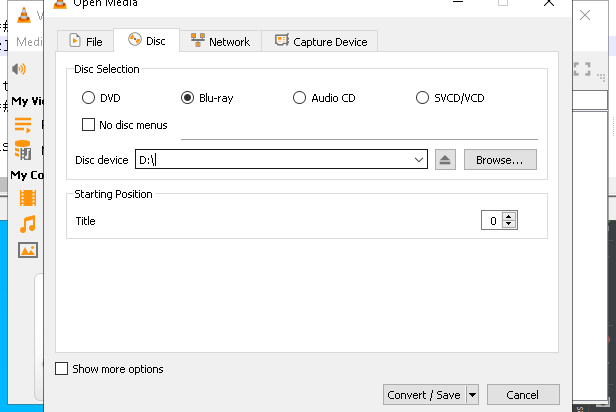 Open Media
Medi
File
Disc
Network
Capture Device
Disc Selection
My Vi
DVD
Blu-ray
Audio CD
SVCD/VCD
No disc menus
Disc device
D:\
Browse...
My Co
Starting Position
Title
0
Show more options
Convert / Save
Cancel